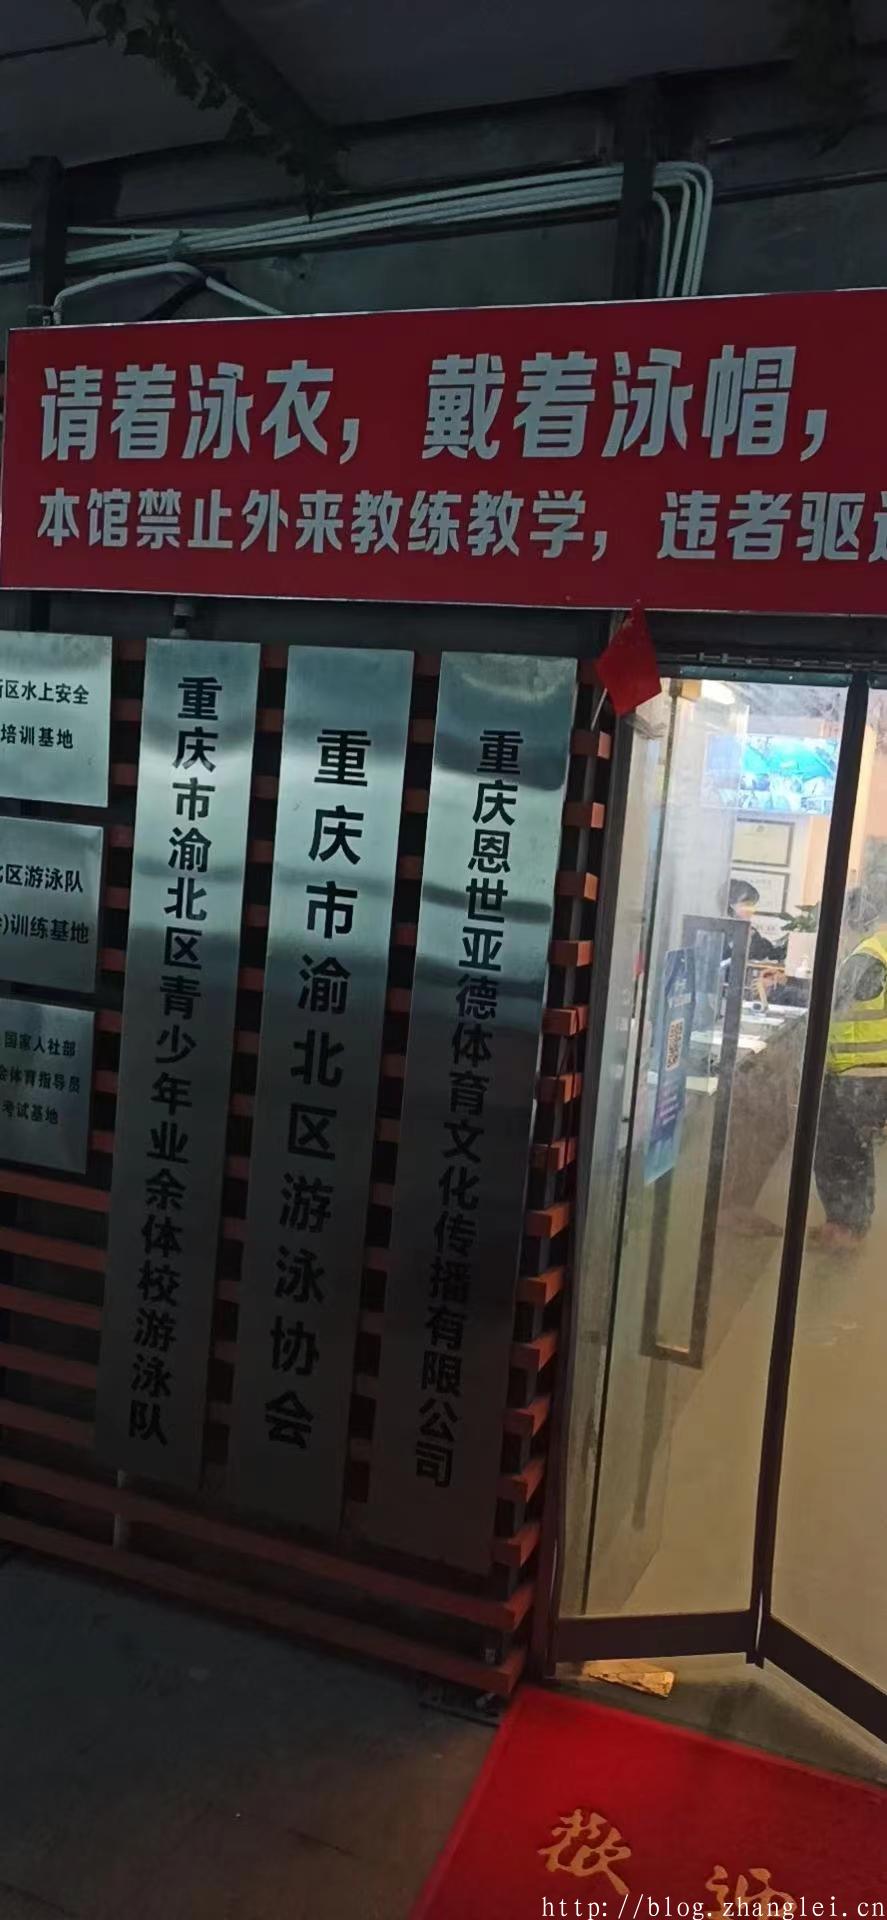 请着泳衣，戴着泳帽，
本馆禁止外来教练教学，违者驱
区水上安全
培训基地
区游泳队
训练基地
国家人社部
会体育指导员
考试基地
重庆市渝北区青少年业余体校游泳队
重庆市渝北区游泳协会
重庆恩世亚德体育文化传播有限公司
欢迎
http://blog.zhanglei.cn